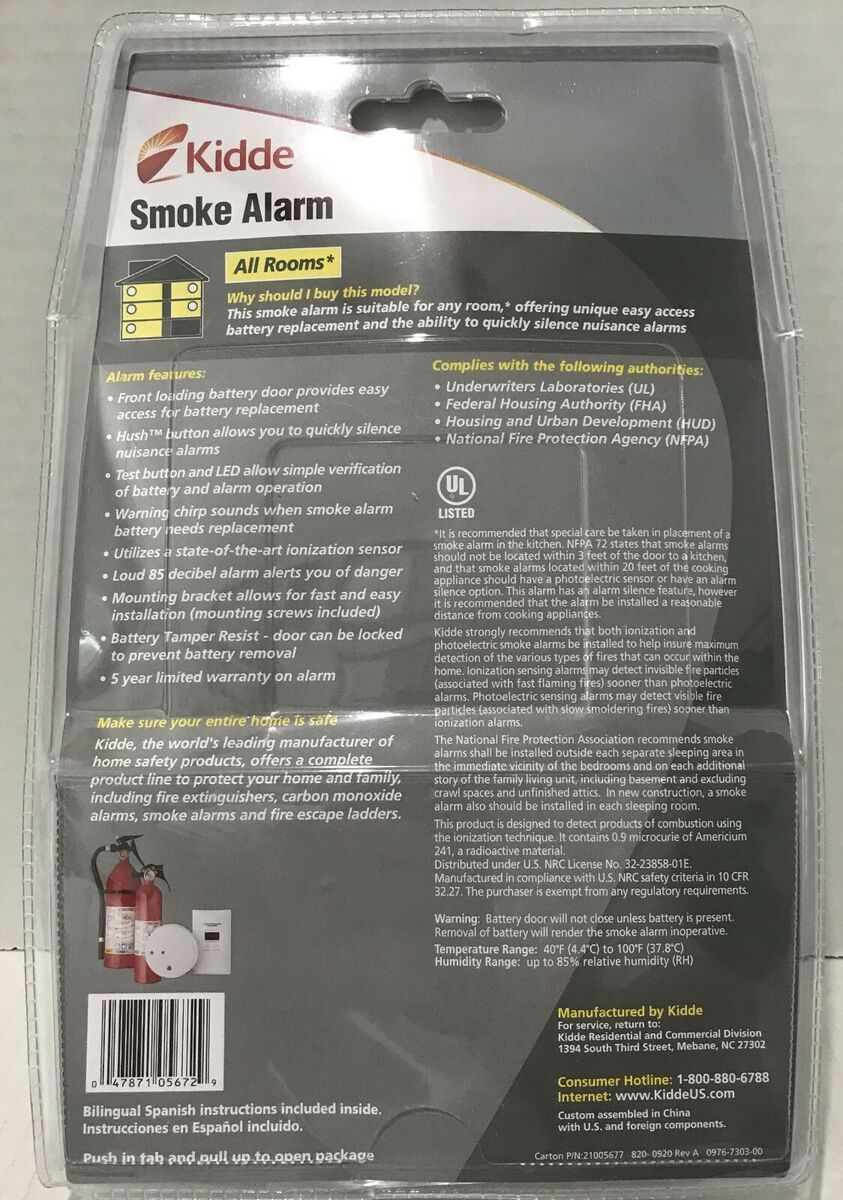 Kidde
Smoke Alarm
All Rooms*
Why should I buy this model?
This smoke alarm is suitable for any room,* offering unique easy access
battery replacement and the ability to quickly silence nuisance alarms
Alarm features:
• Front loading battery door provides easy
access for battery replacement
• Hush™ button allows you to quickly silence
nuisance alarms
• Test button and LED allow simple verification
of battery and alarm operation
• Warning chirp sounds when smoke alarm
battery needs replacement
• Utilizes a state-of-the-art ionization sensor
• Loud 85 decibel alarm alerts you of danger
• Mounting bracket allows for fast and easy
installation (mounting screws included)
• Battery Tamper Resist - door can be locked
to prevent battery removal
• 5 year limited warranty on alarm
Make sure your entire home is safe
Kidde, the world's leading manufacturer of
home safety products, offers a complete
product line to protect your home and family,
including fire extinguishers, carbon monoxide
alarms, smoke alarms and fire escape ladders.
0 47871 05672 9
Bilingual Spanish instructions included inside.
Instrucciones en Español incluído.
Push in tab and pull up to open package
Complies with the following authorities:
• Underwriters Laboratories (UL)
• Federal Housing Authority (FHA)
• Housing and Urban Development (HUD)
• National Fire Protection Agency (NFPA)
UL
LISTED
*It is recommended that special care be taken in placement of a
smoke alarm in the kitchen. NFPA 72 states that smoke alarms
should not be located within 3 feet of the door to a kitchen,
and that smoke alarms located within 20 feet of the cooking
appliance should have a photoelectric sensor or have an alarm
silence option. This alarm has an alarm silence feature, however
it is recommended that the alarm be installed a reasonable
distance from cooking appliances.
Kidde strongly recommends that both ionization and
photoelectric smoke alarms be installed to help insure maximum
detection of the various types of fires that can occur within the
home. Ionization sensing alarms may detect invisible fire particles
(associated with fast flaming fires) sooner than photoelectric
alarms. Photoelectric sensing alarms may detect visible fire
particles (associated with slow smoldering fires) sooner than
ionization alarms.
The National Fire Protection Association recommends smoke
alarms shall be installed outside each separate sleeping area in
the immediate vicinity of the bedrooms and on each additional
story of the family living unit, including basement and excluding
crawl spaces and unfinished attics. In new construction, a smoke
alarm also should be installed in each sleeping room.
This product is designed to detect products of combustion using
the ionization technique. It contains 0.9 microcurie of Americium
241, a radioactive material.
Distributed under U.S. NRC License No. 32-23858-01E.
Manufactured in compliance with U.S. NRC safety criteria in 10 CFR
32.27. The purchaser is exempt from any regulatory requirements.
Warning: Battery door will not close unless battery is present.
Removal of battery will render the smoke alarm inoperative.
Temperature Range: 40°F (4.4°C) to 100°F (37.8°C)
Humidity Range: up to 85% relative humidity (RH)
Manufactured by Kidde
For service, return to:
Kidde Residential and Commercial Division
1394 South Third Street, Mebane, NC 27302
Consumer Hotline: 1-800-880-6788
Internet: www.KiddeUS.com
Custom assembled in China
with U.S. and foreign components.
Carton P/N:21005677 820- 0920 Rev A 0976-7303-00